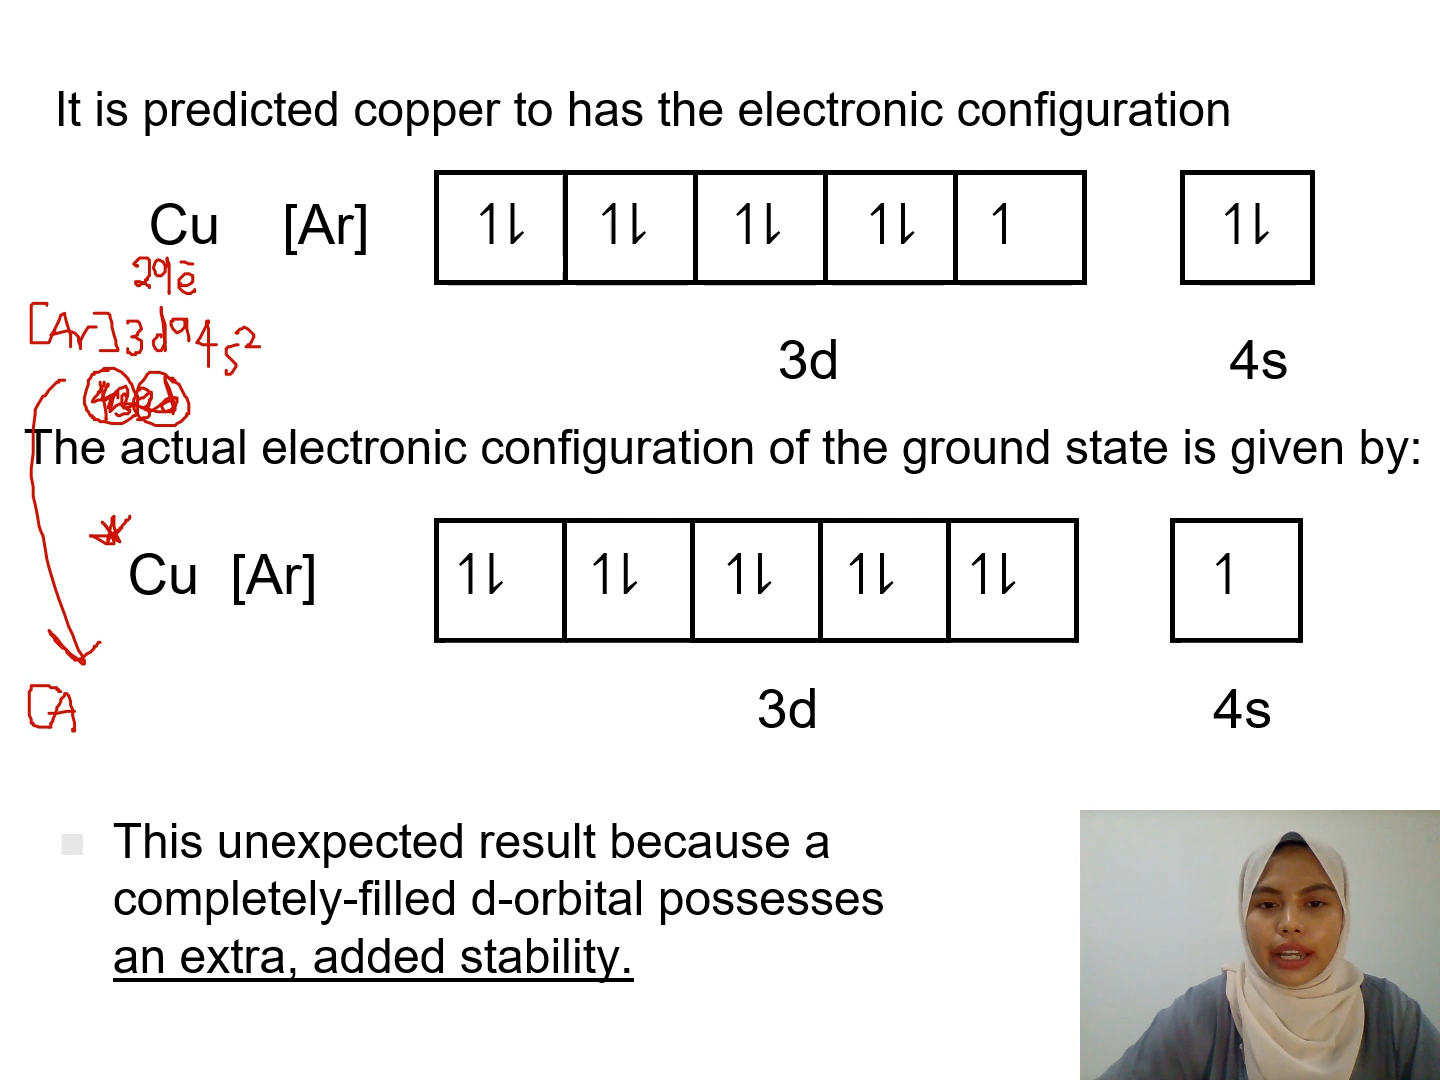 It is predicted copper to has the electronic configuration
Cu [Ar] 1⇂ 1⇂ 1⇂ 1⇂ 1 1⇂
29ē
[Ar]3d⁹4s²
3d 4s
The actual electronic configuration of the ground state is given by:
Cu [Ar] 1⇂ 1⇂ 1⇂ 1⇂ 1⇂ 1
[A
3d 4s
This unexpected result because a
completely-filled d-orbital possesses
an extra, added stability.